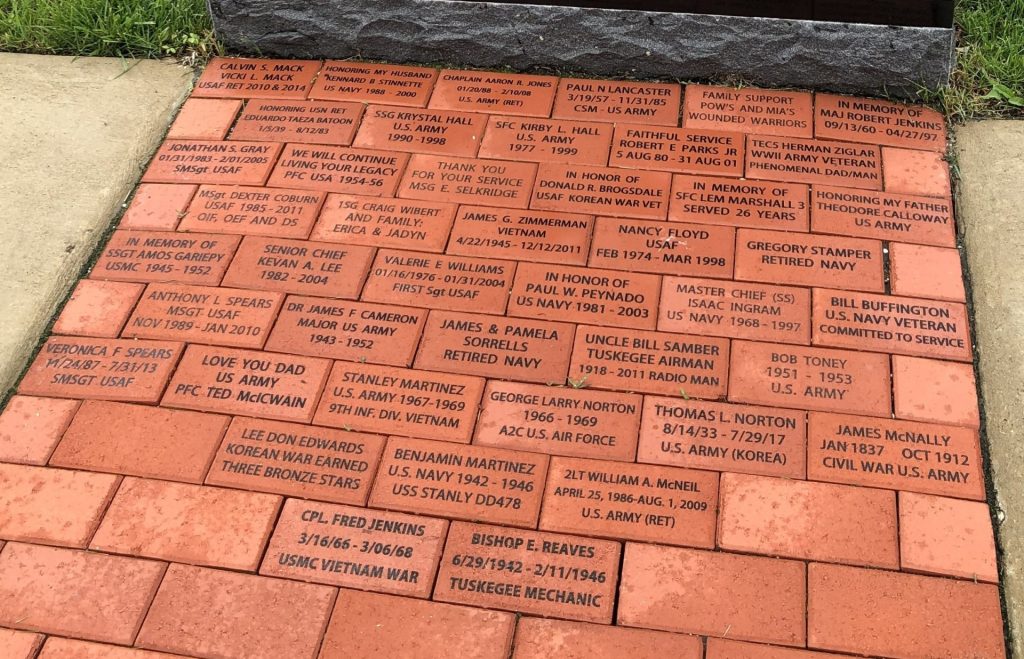 CALVIN S. MACK
VICKI L. MACK
USAF RET 2010 & 2014
HONORING MY HUSBAND
KENNARD B STINNETTE
US NAVY 1988 - 2000
CHAPLAIN AARON R. JONES
01/20/88 - 2/10/08
U.S. ARMY (RET)
PAUL N LANCASTER
3/19/57 - 11/31/85
CSM - US ARMY
FAMILY SUPPORT
POW'S AND MIA'S
WOUNDED WARRIORS
IN MEMORY OF
MAJ ROBERT JENKINS
09/13/60 - 04/27/97
HONORING USN RET
EDUARDO TAEZA BATOON
1/5/39 - 8/12/83
SSG KRYSTAL HALL
U.S. ARMY
1990 -1998
SFC KIRBY L. HALL
U.S. ARMY
1977 - 1999
FAITHFUL SERVICE
ROBERT E PARKS JR
5 AUG 80 - 31 AUG 01
TEC5 HERMAN ZIGLAR
WWII ARMY VETERAN
PHENOMENAL DAD/MAN
JONATHAN S. GRAY
01/31/1983 - 2/01/2005
SMSgt USAF
WE WILL CONTINUE
LIVING YOUR LEGACY
PFC USA 1954-56
THANK YOU
FOR YOUR SERVICE
MSG E. SELKRIDGE
IN HONOR OF
DONALD R. BROGSDALE
USAF KOREAN WAR VET
IN MEMORY OF
SFC LEM MARSHALL 3
SERVED 26 YEARS
HONORING MY FATHER
THEODORE CALLOWAY
US ARMY
MSgt DEXTER COBURN
USAF 1985 - 2011
OIF, OEF AND DS
1SG CRAIG WIBERT
AND FAMILY:
ERICA & JADYN
JAMES G. ZIMMERMAN
VIETNAM
4/22/1945 - 12/12/2011
NANCY FLOYD
USAF
FEB 1974 - MAR 1998
GREGORY STAMPER
RETIRED NAVY
IN MEMORY OF
SSGT AMOS GARIEPY
USMC 1945 - 1952
SENIOR CHIEF
KEVAN A. LEE
1982 - 2004
VALERIE E WILLIAMS
01/16/1976 - 01/31/2004
FIRST Sgt USAF
IN HONOR OF
PAUL W. PEYNADO
US NAVY 1981 - 2003
MASTER CHIEF (SS)
ISAAC INGRAM
US NAVY 1968 -1997
BILL BUFFINGTON
U.S. NAVY VETERAN
COMMITTED TO SERVICE
ANTHONY L SPEARS
MSGT USAF
NOV 1989 - JAN 2010
DR JAMES F CAMERON
MAJOR US ARMY
1943 - 1952
JAMES & PAMELA
SORRELLS
RETIRED NAVY
UNCLE BILL SAMBER
TUSKEGEE AIRMAN
1918 - 2011 RADIO MAN
BOB TONEY
1951 - 1953
U.S. ARMY
VERONICA F SPEARS
14/24/87 - 7/31/13
SMSGT USAF
LOVE YOU DAD
US ARMY
PFC TED McICWAIN
STANLEY MARTINEZ
U.S. ARMY 1967-1969
9TH INF. DIV. VIETNAM
GEORGE LARRY NORTON
1966 - 1969
A2C U.S. AIR FORCE
THOMAS L. NORTON
8/14/33 - 7/29/17
U.S. ARMY (KOREA)
JAMES McNALLY
JAN 1837 OCT 1912
CIVIL WAR U.S. ARMY
LEE DON EDWARDS
KOREAN WAR EARNED
THREE BRONZE STARS
BENJAMIN MARTINEZ
U.S. NAVY 1942 - 1946
USS STANLY DD478
2LT WILLIAM A. McNEIL
APRIL 25, 1986-AUG. 1, 2009
U.S. ARMY (RET)
CPL. FRED JENKINS
3/16/66 - 3/06/68
USMC VIETNAM WAR
BISHOP E. REAVES
6/29/1942 - 2/11/1946
TUSKEGEE MECHANIC